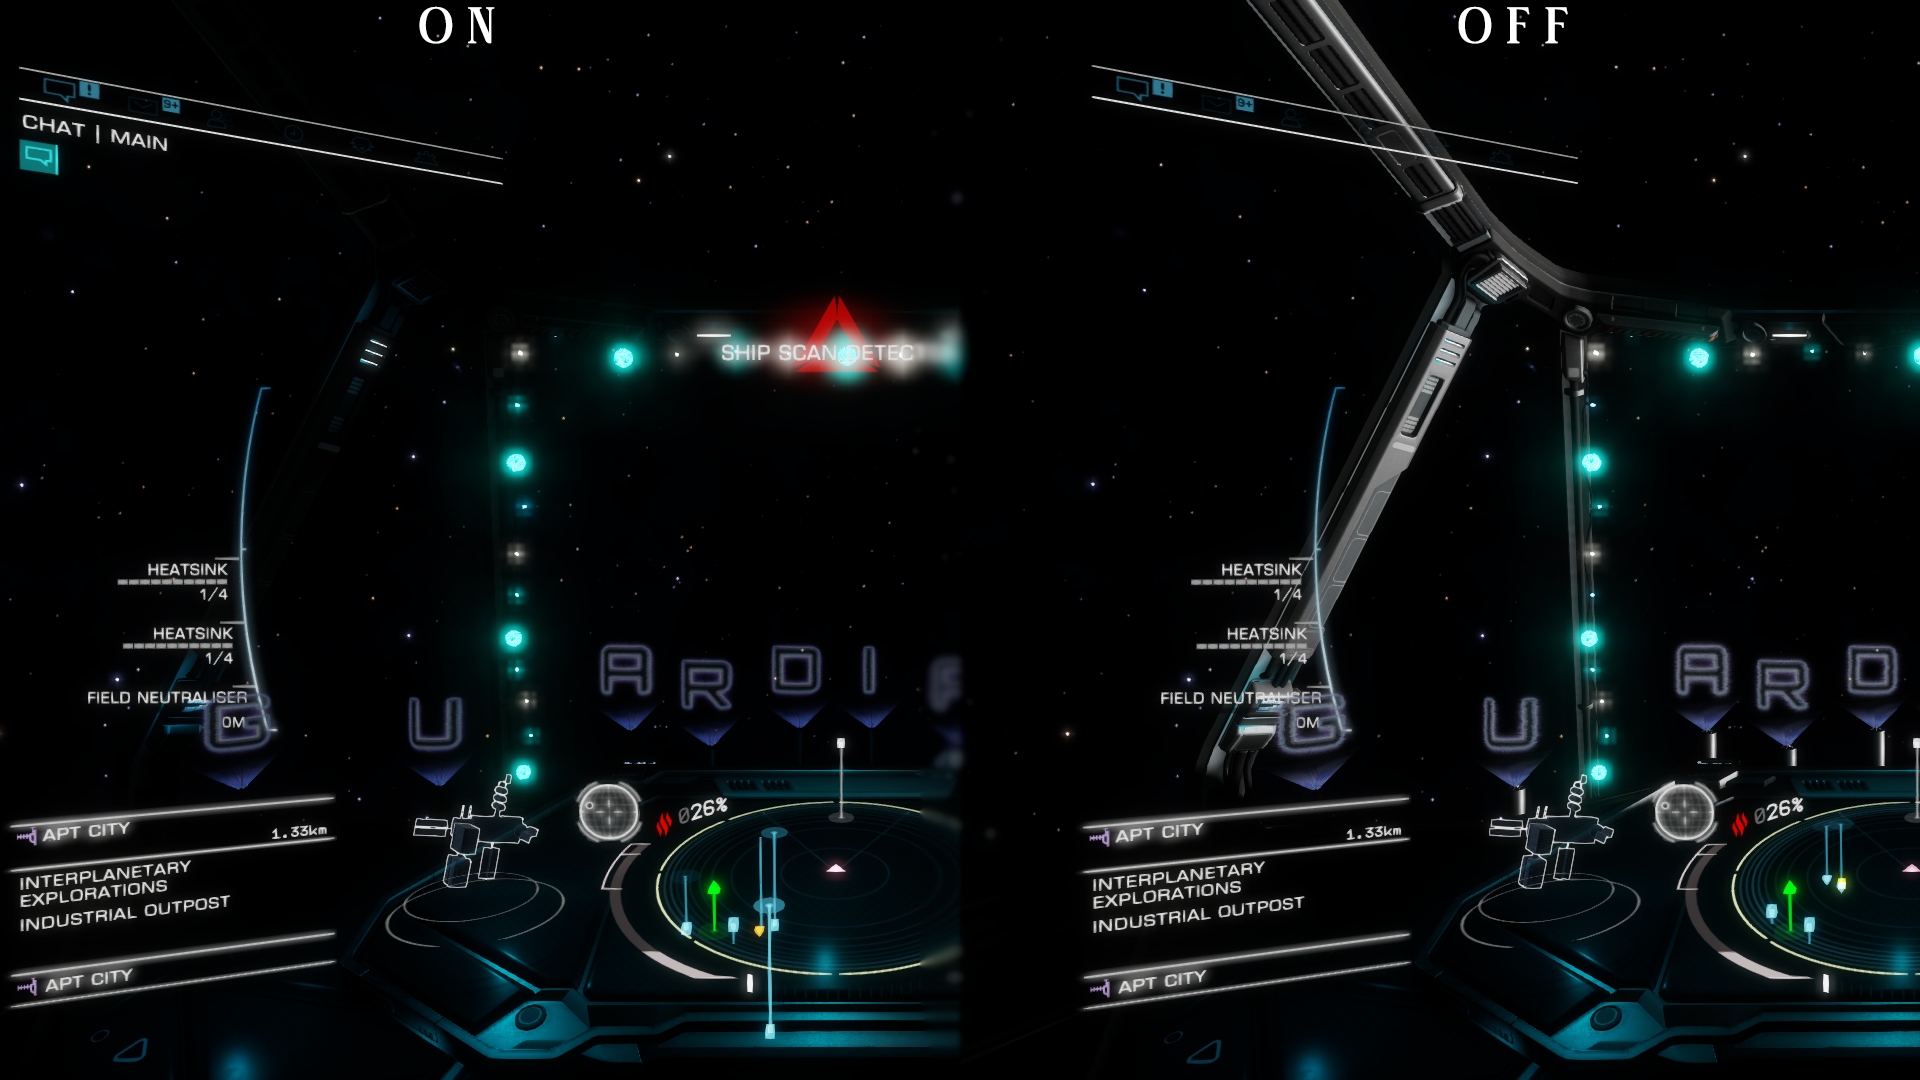 ON
!
9+
CHAT | MAIN
SHIP SCAN DETEC
HEATSINK
1/4
HEATSINK
1/4
FIELD NEUTRALISER
0M
G U A R D I
026%
APT CITY
1.33km
INTERPLANETARY
EXPLORATIONS
INDUSTRIAL OUTPOST
APT CITY
OFF
!
9+
HEATSINK
1/4
HEATSINK
1/4
FIELD NEUTRALISER
0M
G U A R D
026%
APT CITY
1.33km
INTERPLANETARY
EXPLORATIONS
INDUSTRIAL OUTPOST
APT CITY